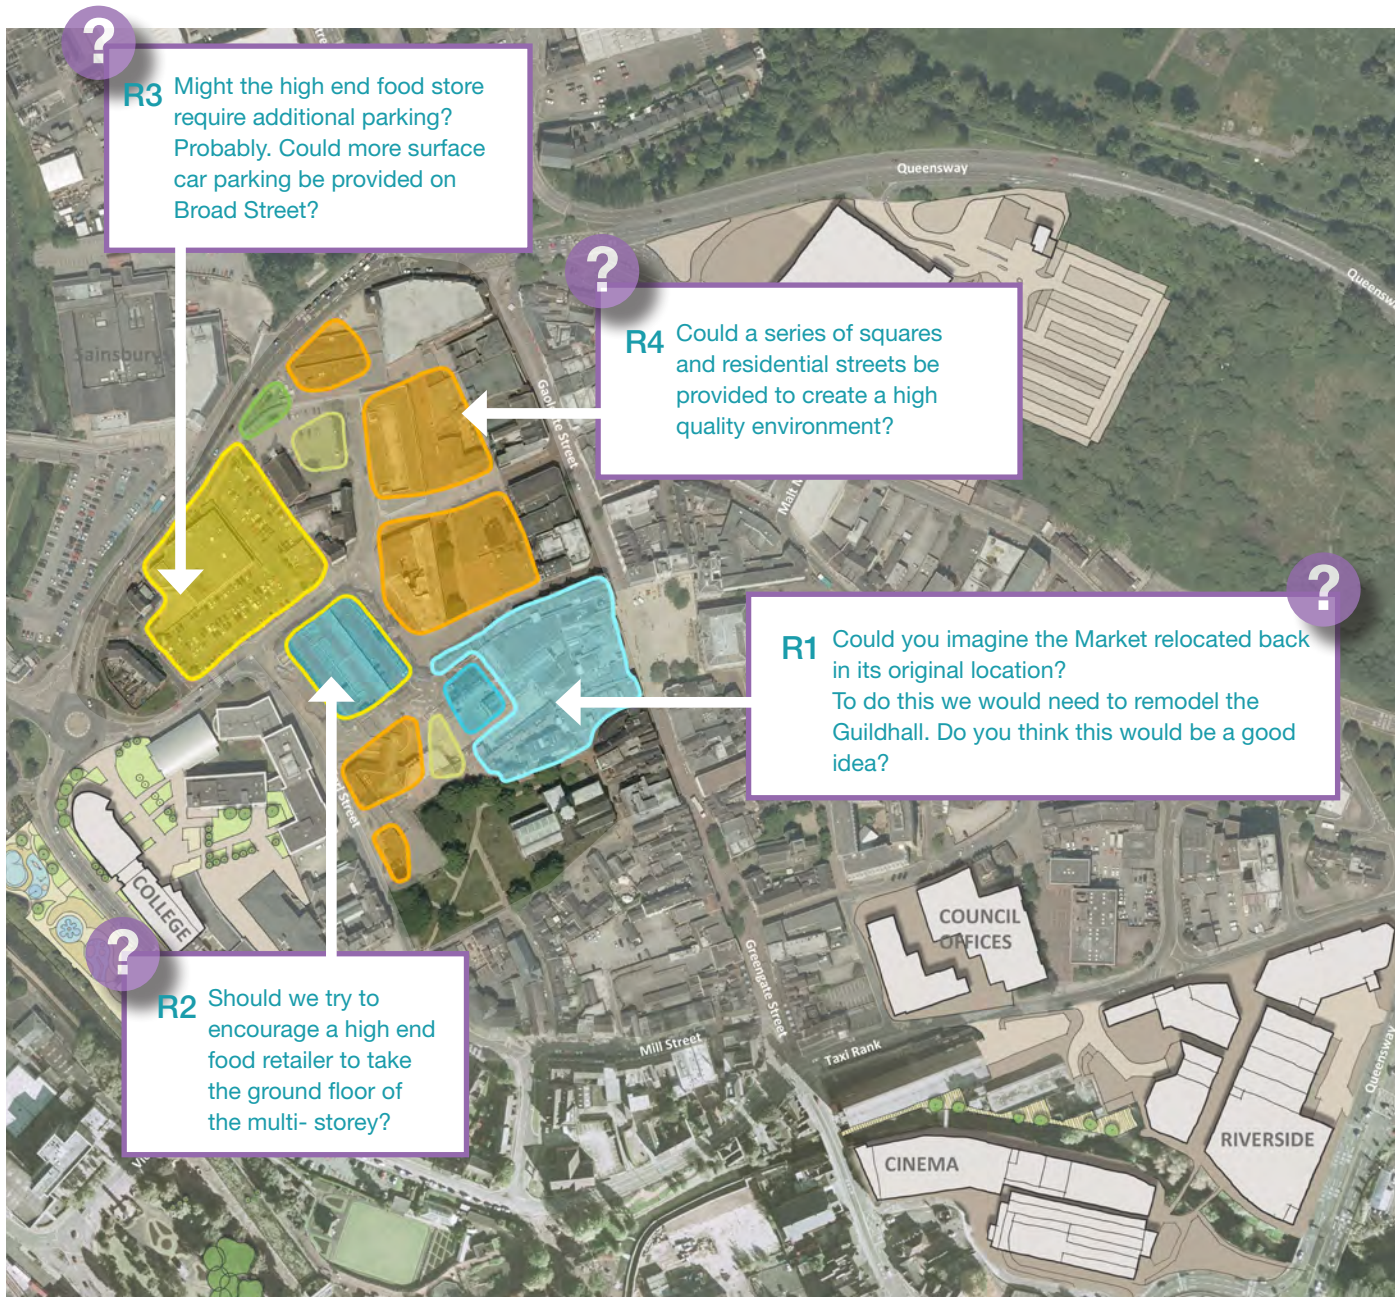 ?
R3 Might the high end food store
require additional parking?
Probably. Could more surface
car parking be provided on
Broad Street?
Queensway
Queensway
?
R4 Could a series of squares
and residential streets be
provided to create a high
quality environment?
Sainsbury
Street
Malt
?
R1 Could you imagine the Market relocated back
in its original location?
To do this we would need to remodel the
Guildhall. Do you think this would be a good
idea?
Street
COLLEGE
COUNCIL
OFFICES
?
R2 Should we try to
encourage a high end
food retailer to take
the ground floor of
the multi- storey?
Greengate Street
Mill Street
Taxi Rank
Queensway
RIVERSIDE
CINEMA